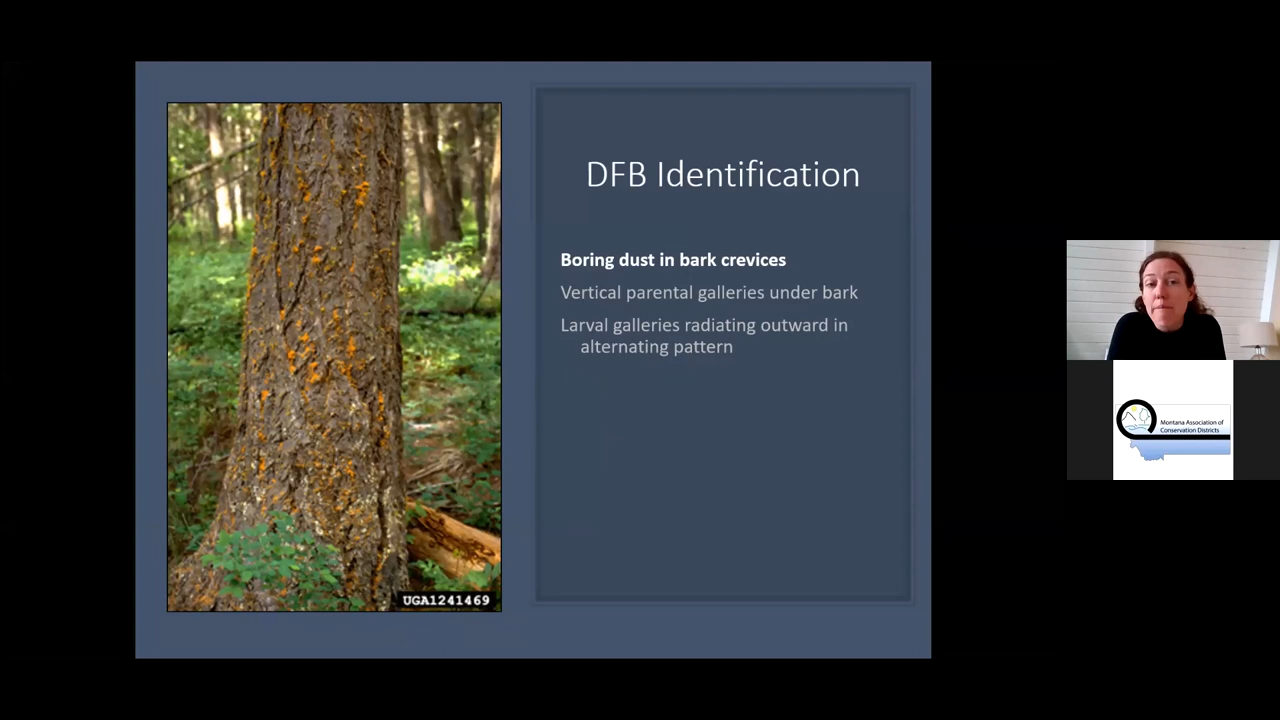 DFB Identification
Boring dust in bark crevices
Vertical parental galleries under bark
Larval galleries radiating outward in
alternating pattern
UGA1241469
Montana Association of
Conservation Districts